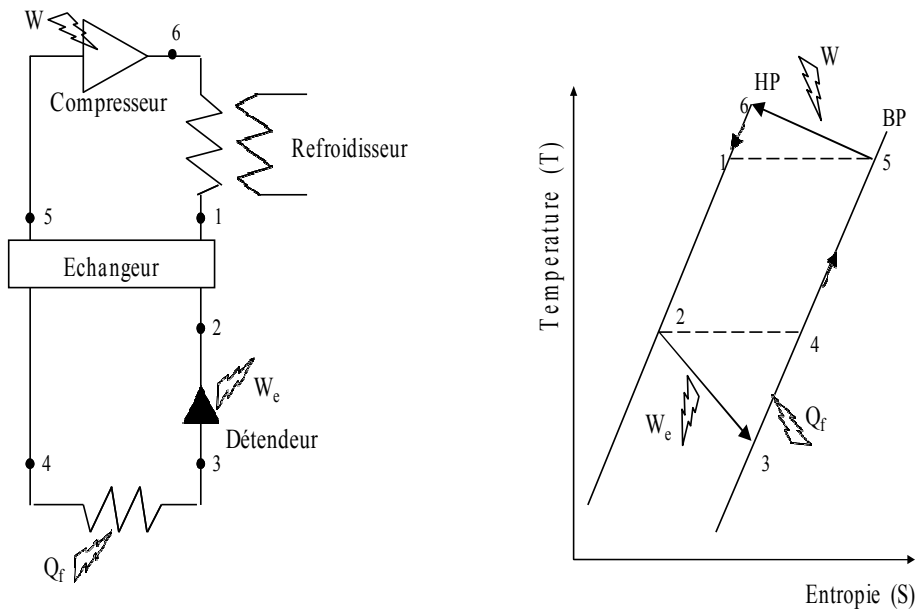 W
6
Compresseur
Refroidisseur
5
1
Echangeur
2
We
Détendeur
4
3
Qf
Temperature (T)
HP
W
6
BP
1
5
2
4
We
Qf
3
Entropie (S)